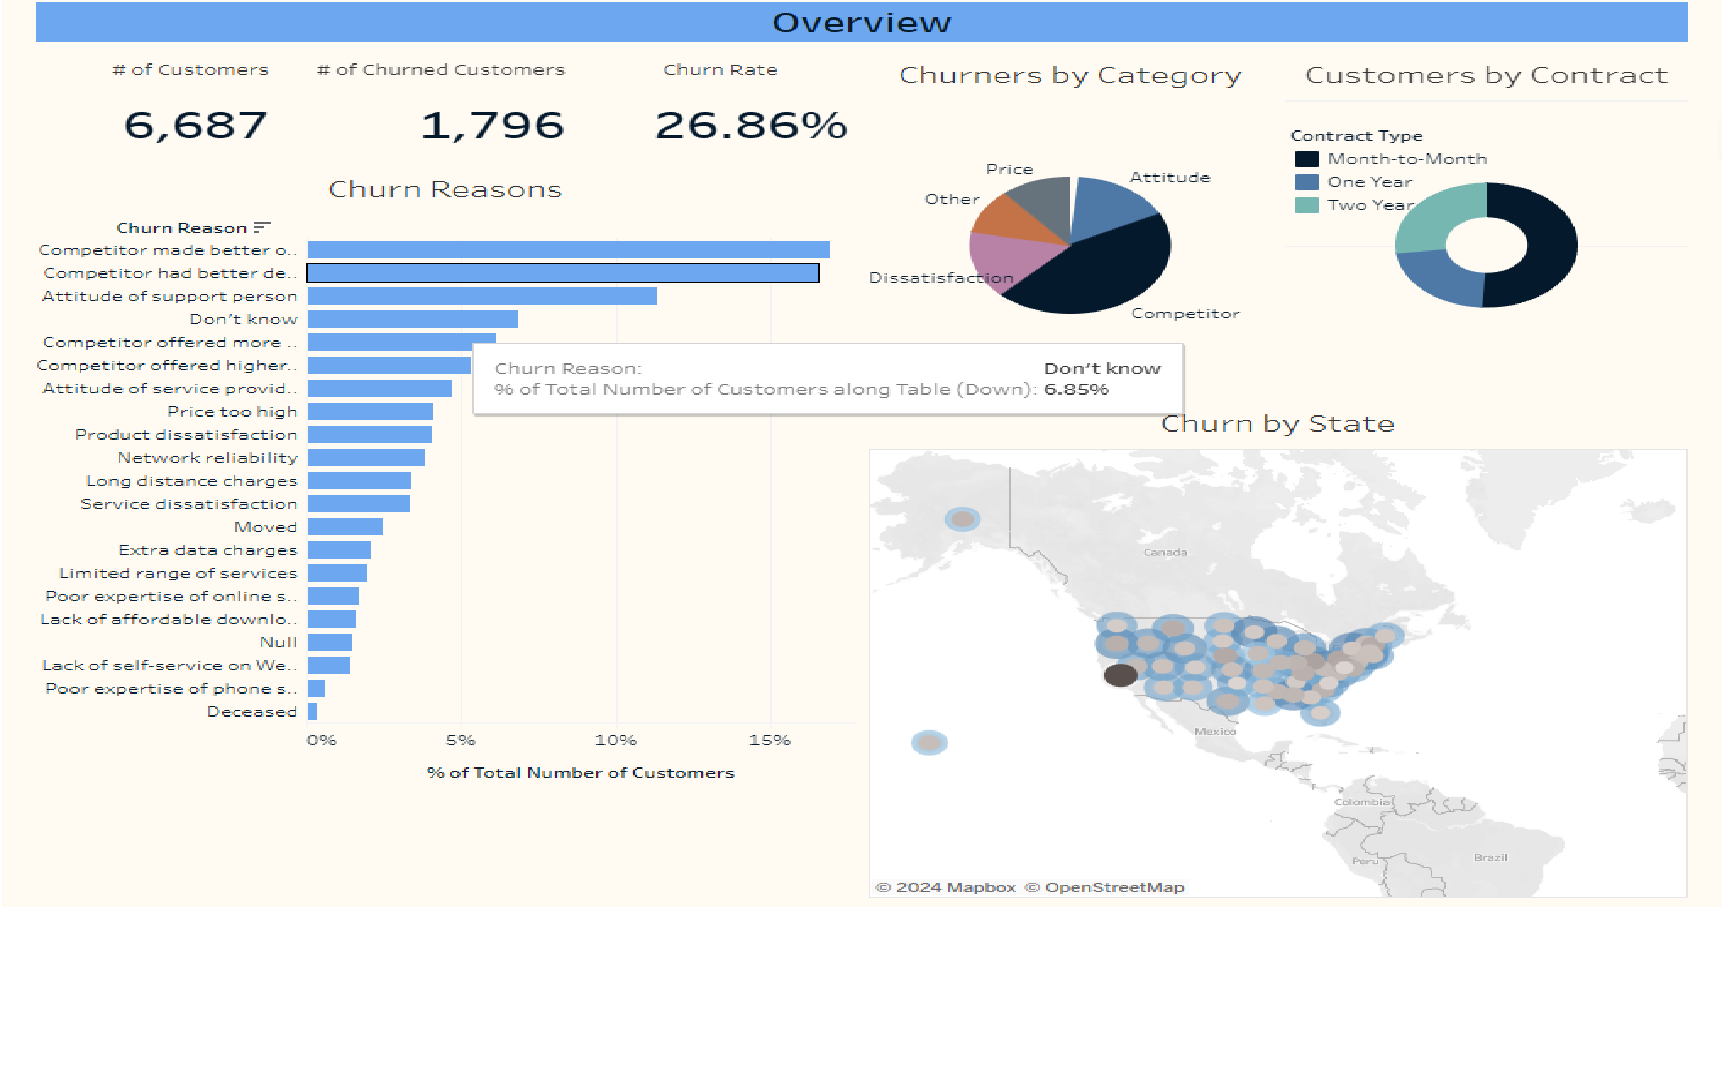 Overview
# of Customers
# of Churned Customers
Churn Rate
6,687
1,796
26.86%
Churn Reasons
Churn Reason
Competitor made better o..
Competitor had better de..
Attitude of support person
Don't know
Competitor offered more ..
Competitor offered higher..
Attitude of service provid..
Price too high
Product dissatisfaction
Network reliability
Long distance charges
Service dissatisfaction
Moved
Extra data charges
Limited range of services
Poor expertise of online s..
Lack of affordable downlo..
Null
Lack of self-service on We..
Poor expertise of phone s..
Deceased
0%
5%
10%
15%
% of Total Number of Customers
Churn Reason: Don't know
% of Total Number of Customers along Table (Down): 6.85%
Churners by Category
Price
Attitude
Other
Dissatisfaction
Competitor
Customers by Contract
Contract Type
Month-to-Month
One Year
Two Year
Churn by State
Canada
Mexico
Colombia
Peru
Brazil
© 2024 Mapbox © OpenStreetMap